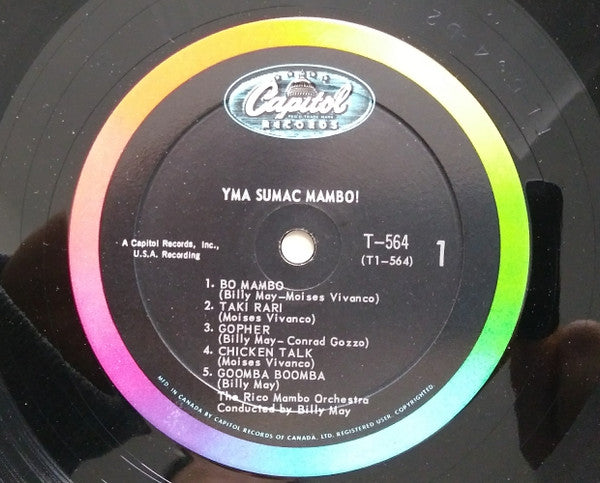 Capitol
RECORDS
YMA SUMAC MAMBO!
A Capitol Records, Inc.,
U.S.A. Recording
T-564
(T1-564)
1
1. BO MAMBO
(Billy May-Moises Vivanco)
2. TAKI RARI
(Moises Vivanco)
3. GOPHER
(Billy May-Conrad Gozzo)
4. CHICKEN TALK
(Moises Vivanco)
5. GOOMBA BOOMBA
(Billy May)
The Rico Mambo Orchestra
Conducted by Billy May
MFD. IN CANADA BY CAPITOL RECORDS OF CANADA, LTD. REGISTERED USER. COPYRIGHTED.